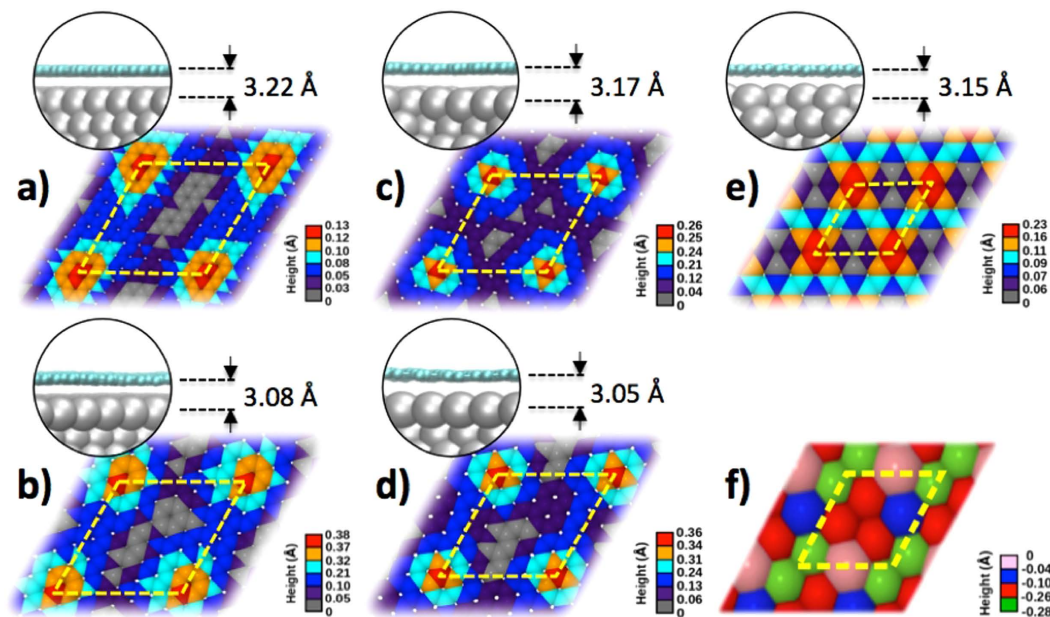 3.22 Å
a)
Height (Å)
0.13
0.12
0.10
0.08
0.05
0.03
0
3.17 Å
c)
Height (Å)
0.26
0.25
0.24
0.21
0.12
0.04
0
3.15 Å
e)
Height (Å)
0.23
0.16
0.11
0.09
0.07
0.06
0
3.08 Å
b)
Height (Å)
0.38
0.37
0.32
0.21
0.10
0.05
0
3.05 Å
d)
Height (Å)
0.36
0.34
0.31
0.24
0.13
0.06
0
f)
Height (Å)
0
-0.04
-0.10
-0.26
-0.28